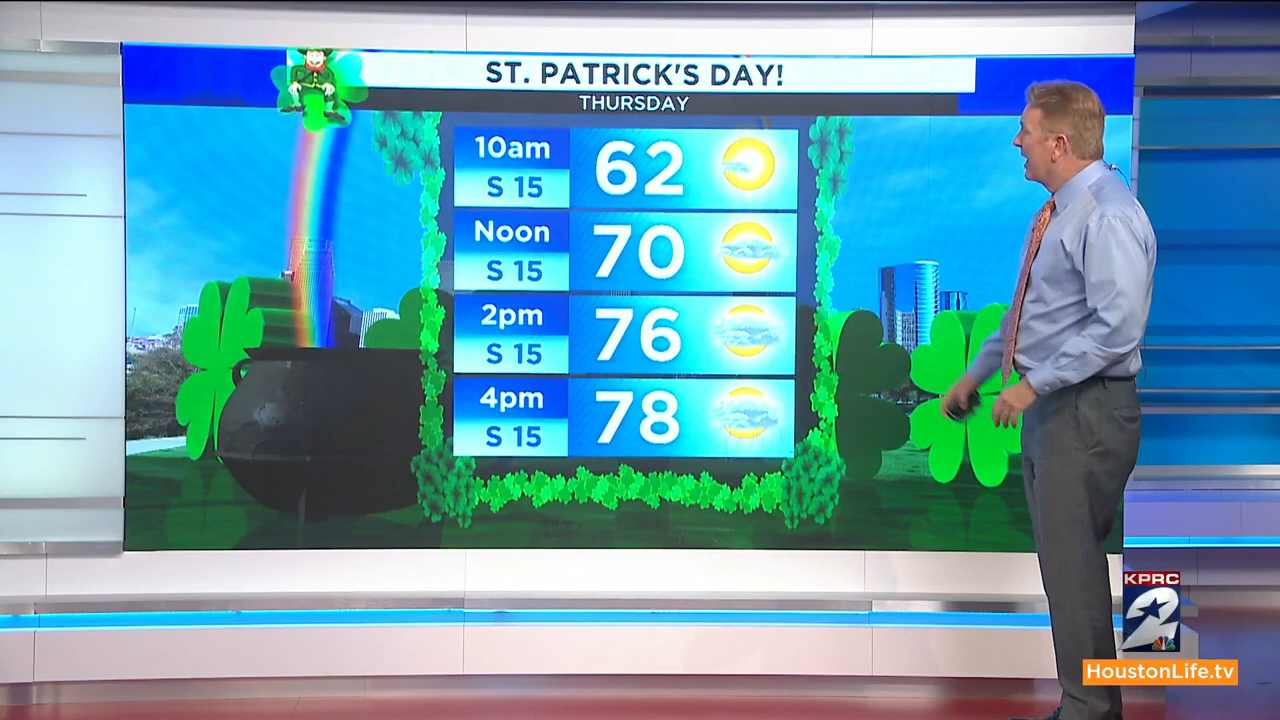 ST. PATRICK'S DAY!
THURSDAY
10am
S 15
62
Noon
S 15
70
2pm
S 15
76
4pm
S 15
78
KPRC
2
HoustonLife.tv